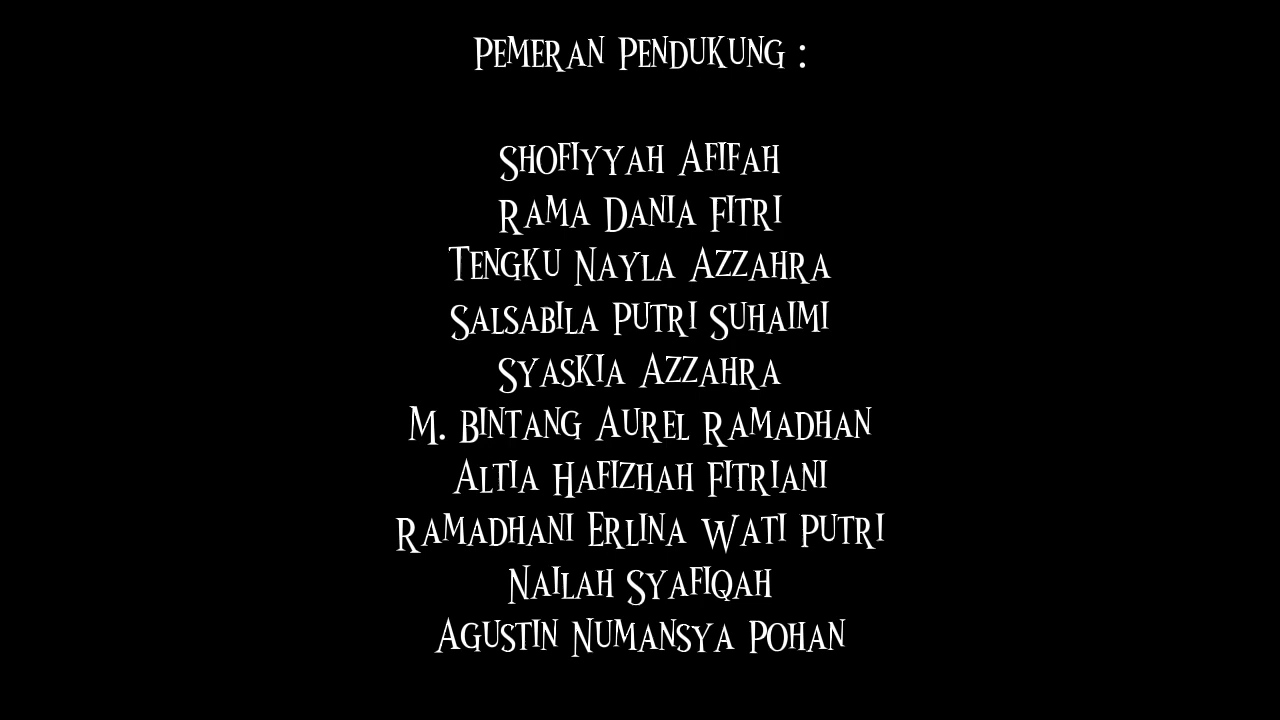 Pemeran Pendukung :
Shofiyyah Afifah
Rama Dania Fitri
Tengku Nayla Azzahra
Salsabila Putri Suhaimi
Syaskia Azzahra
M. Bintang Aurel Ramadhan
Altia Hafizhah Fitriani
Ramadhani Erlina Wati Putri
Nailah Syafiqah
Agustin Numansya Pohan